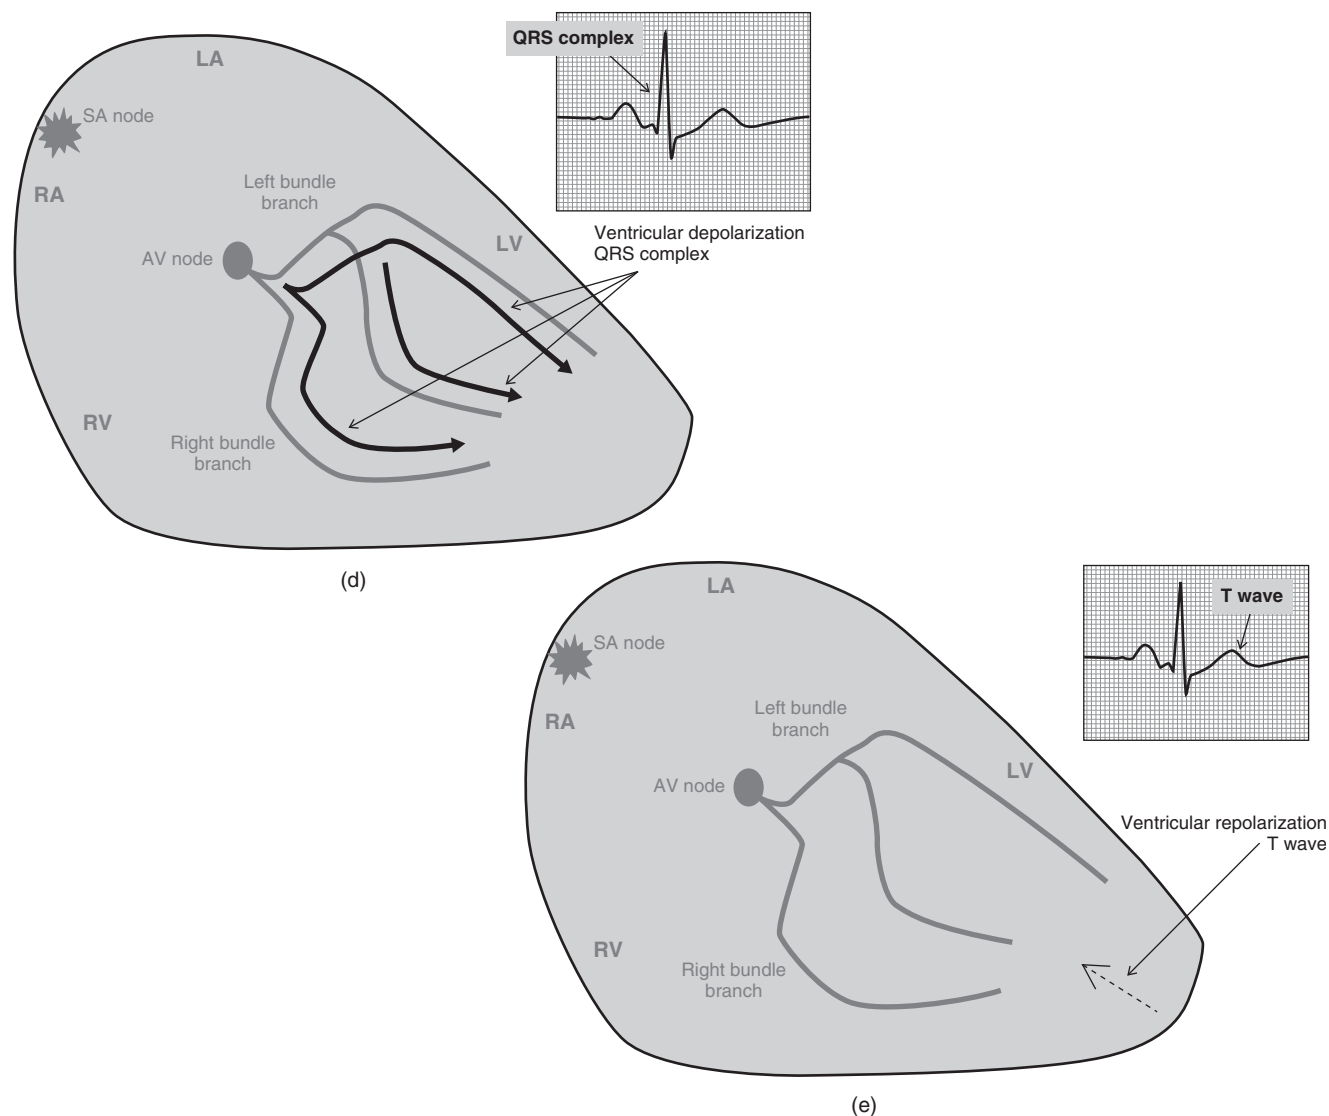 QRS complex
LA
SA node
RA
Left bundle
branch
LV
Ventricular depolarization
QRS complex
AV node
RV
Right bundle
branch
(d)
LA
T wave
SA node
RA
Left bundle
branch
LV
AV node
Ventricular repolarization
T wave
RV
Right bundle
branch
(e)